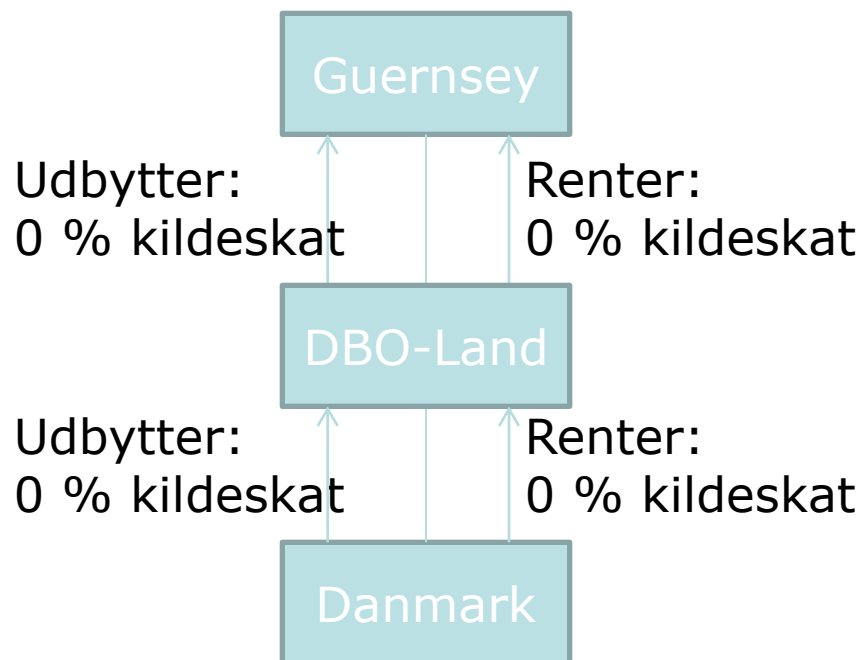 Guernsey
Udbytter:
0 % kildeskat
Renter:
0 % kildeskat
DBO-Land
Udbytter:
0 % kildeskat
Renter:
0 % kildeskat
Danmark